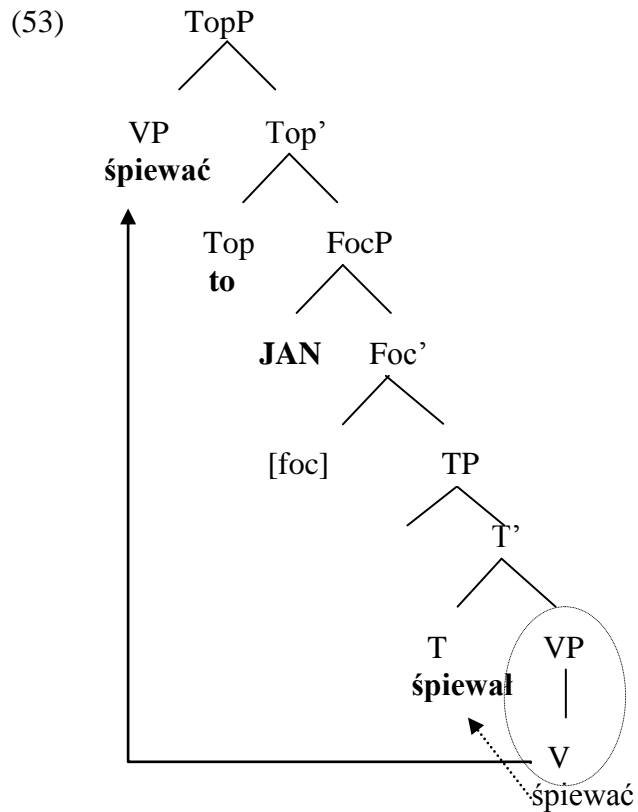 (53) TopP
VP Top’
śpiewać
Top FocP
to
JAN Foc’
[foc] TP
T’
T VP
śpiewał
V
śpiewać